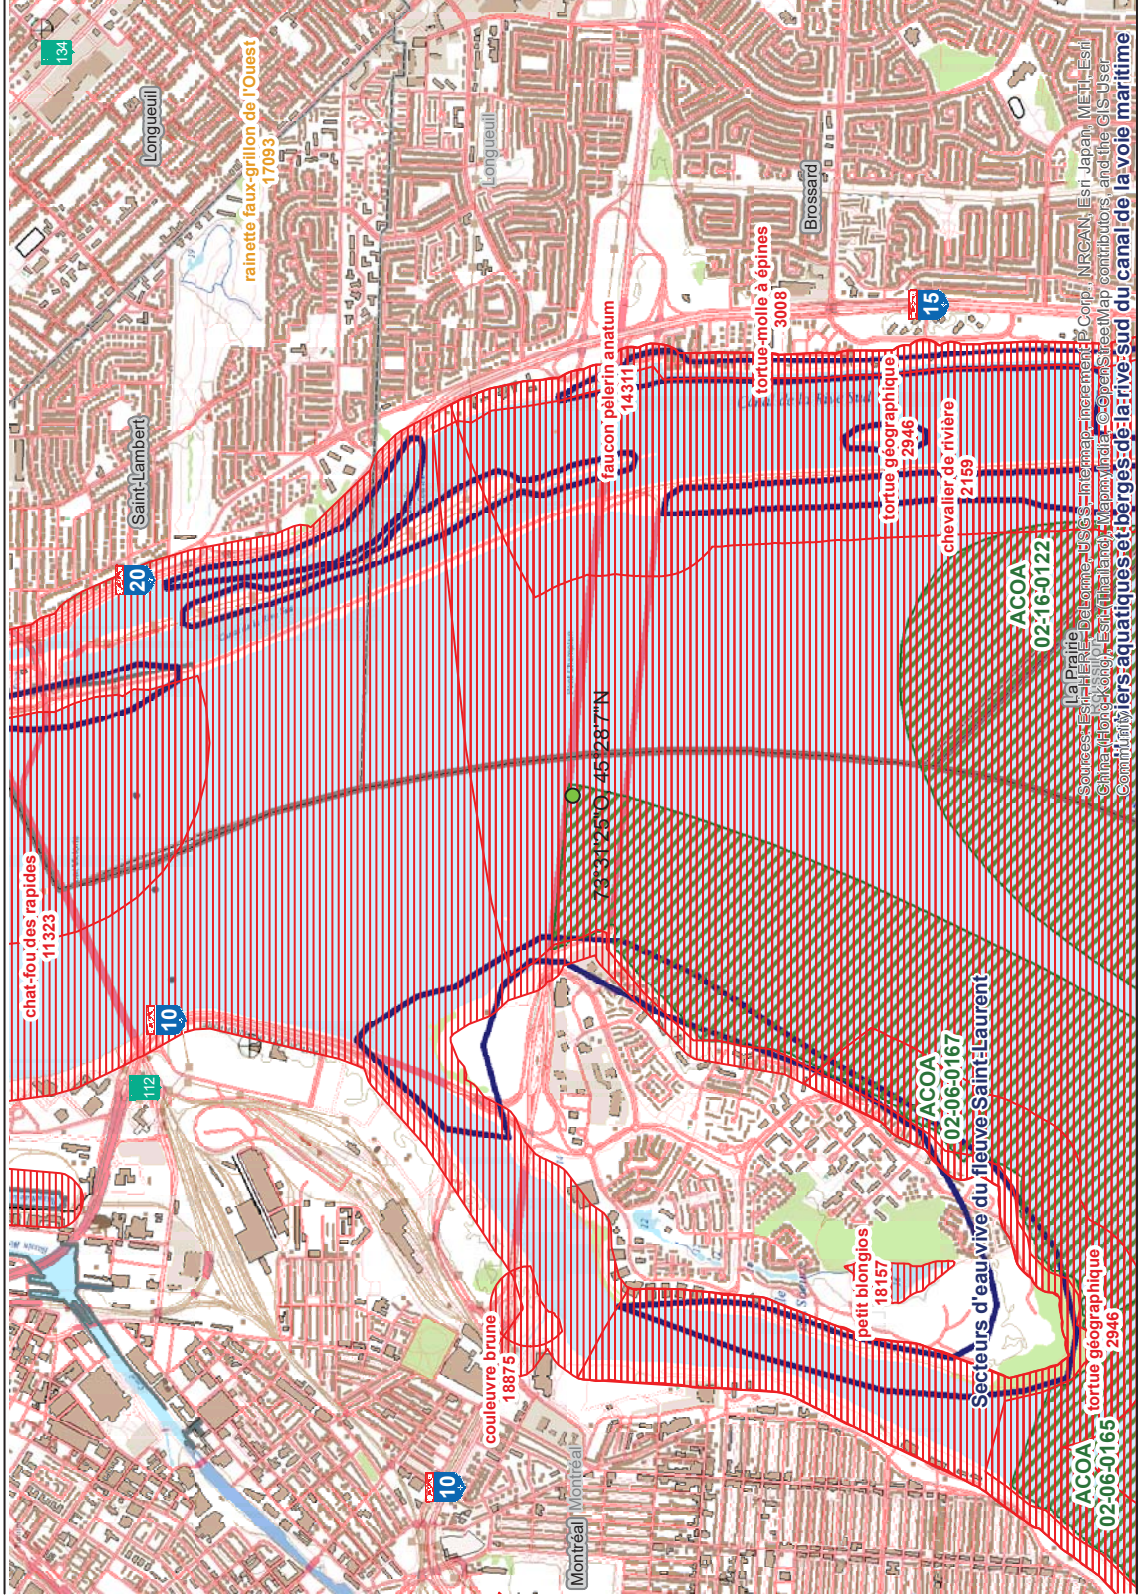 134
Longueuil
rainette faux-grillon de l'Ouest
17093
Longueuil
Saint-Lambert
20
Brossard
15
tortue-molle à épines
3008
faucon pèlerin anatum
14311
Canal de la Rive Sud
tortue géographique
2946
chevalier de rivière
2159
ACOA
02-16-0122
La Prairie
73°31'25"O, 45°28'7"N
chat-fou des rapides
11323
10
112
ACOA
02-06-0167
Secteurs d'eau vive du fleuve Saint-Laurent
petit blongios
18157
couleuvre brune
18875
10
Montréal
Montréal
tortue géographique
2946
ACOA
02-06-0165
Sources: Esri, HERE, DeLorme, USGS, Intermap, increment P Corp., NRCAN, Esri Japan, METI, Esri
China (Hong Kong), Esri (Thailand), MapmyIndia, © OpenStreetMap contributors, and the GIS User
Community
aquatiques et berges de la rive sud du canal de la voie maritime